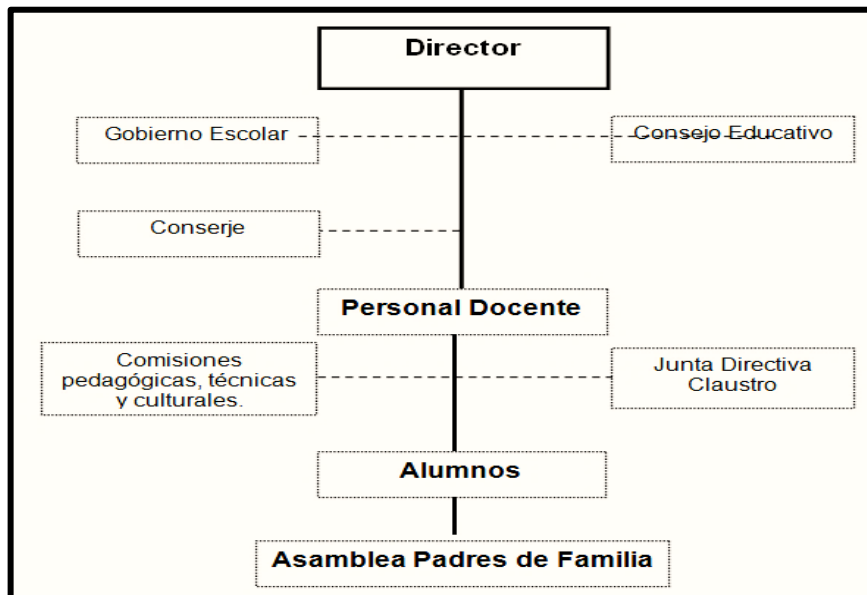 Director
Gobierno Escolar
Consejo Educativo
Conserje
Personal Docente
Comisiones
pedagógicas, técnicas
y culturales.
Junta Directiva
Claustro
Alumnos
Asamblea Padres de Familia